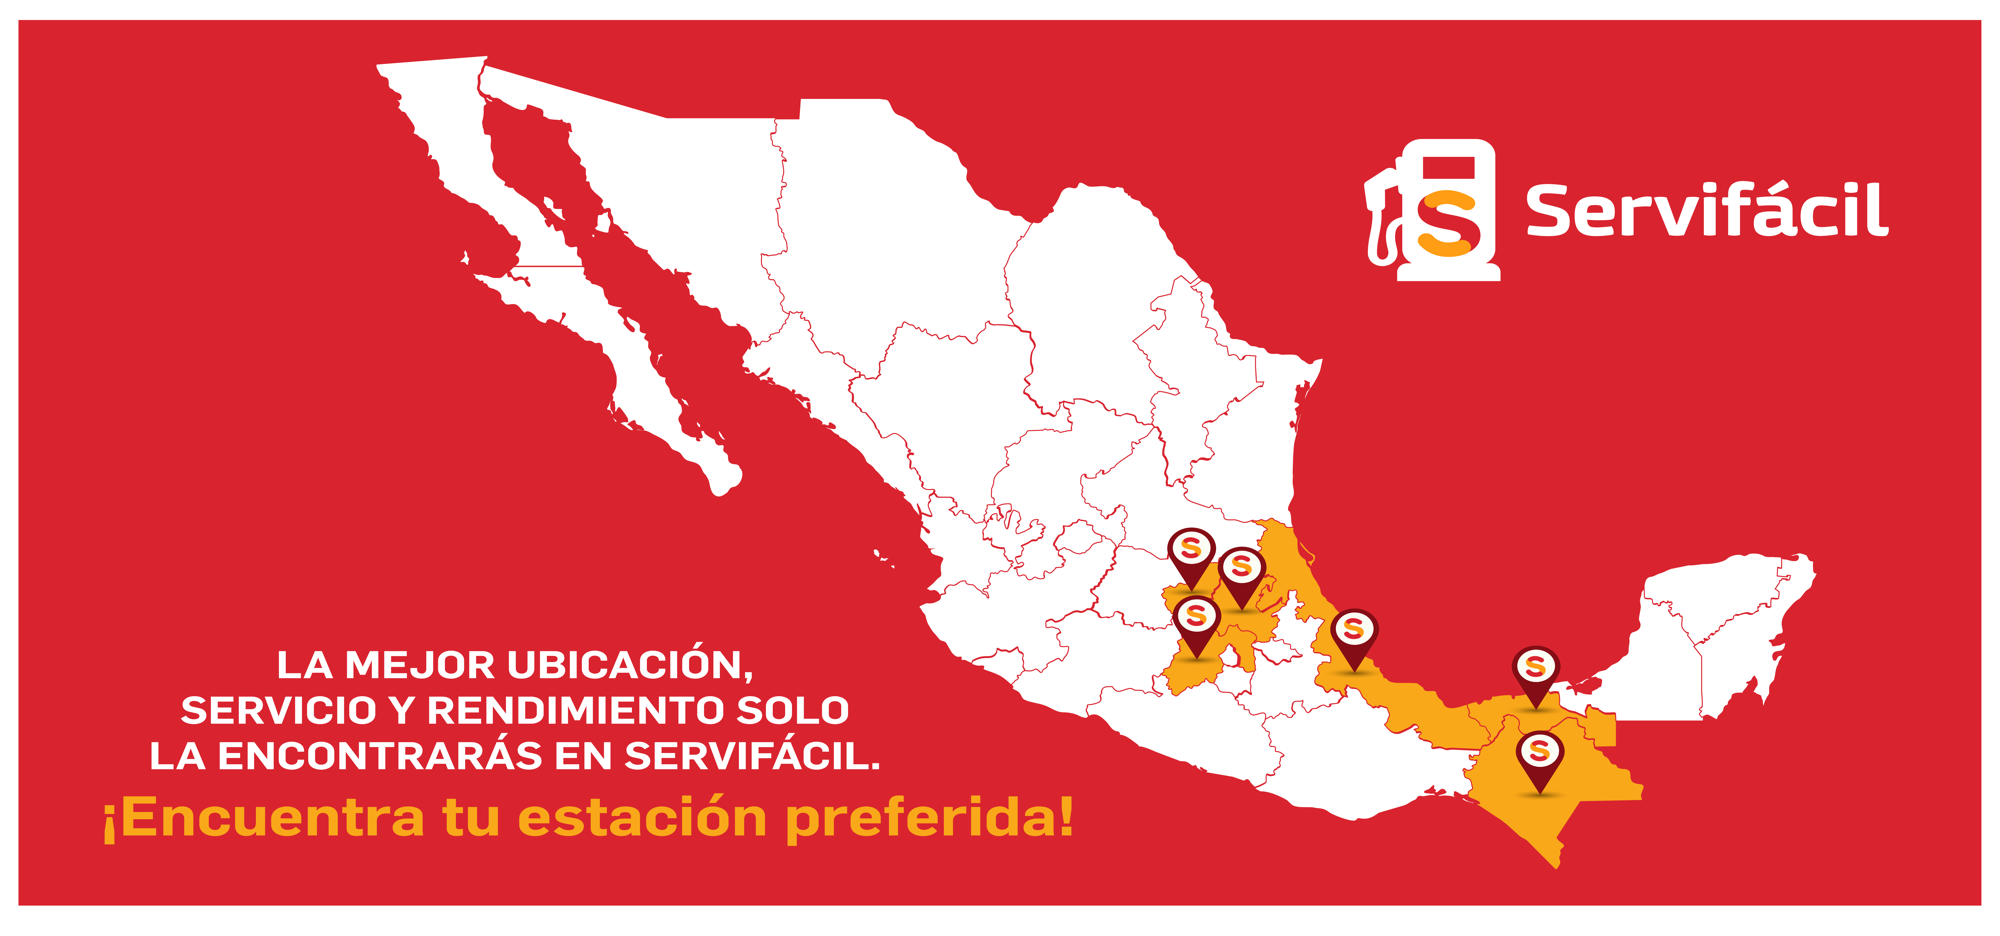 Servifácil
LA MEJOR UBICACIÓN,
SERVICIO Y RENDIMIENTO SOLO
LA ENCONTRARÁS EN SERVIFÁCIL.
¡Encuentra tu estación preferida!